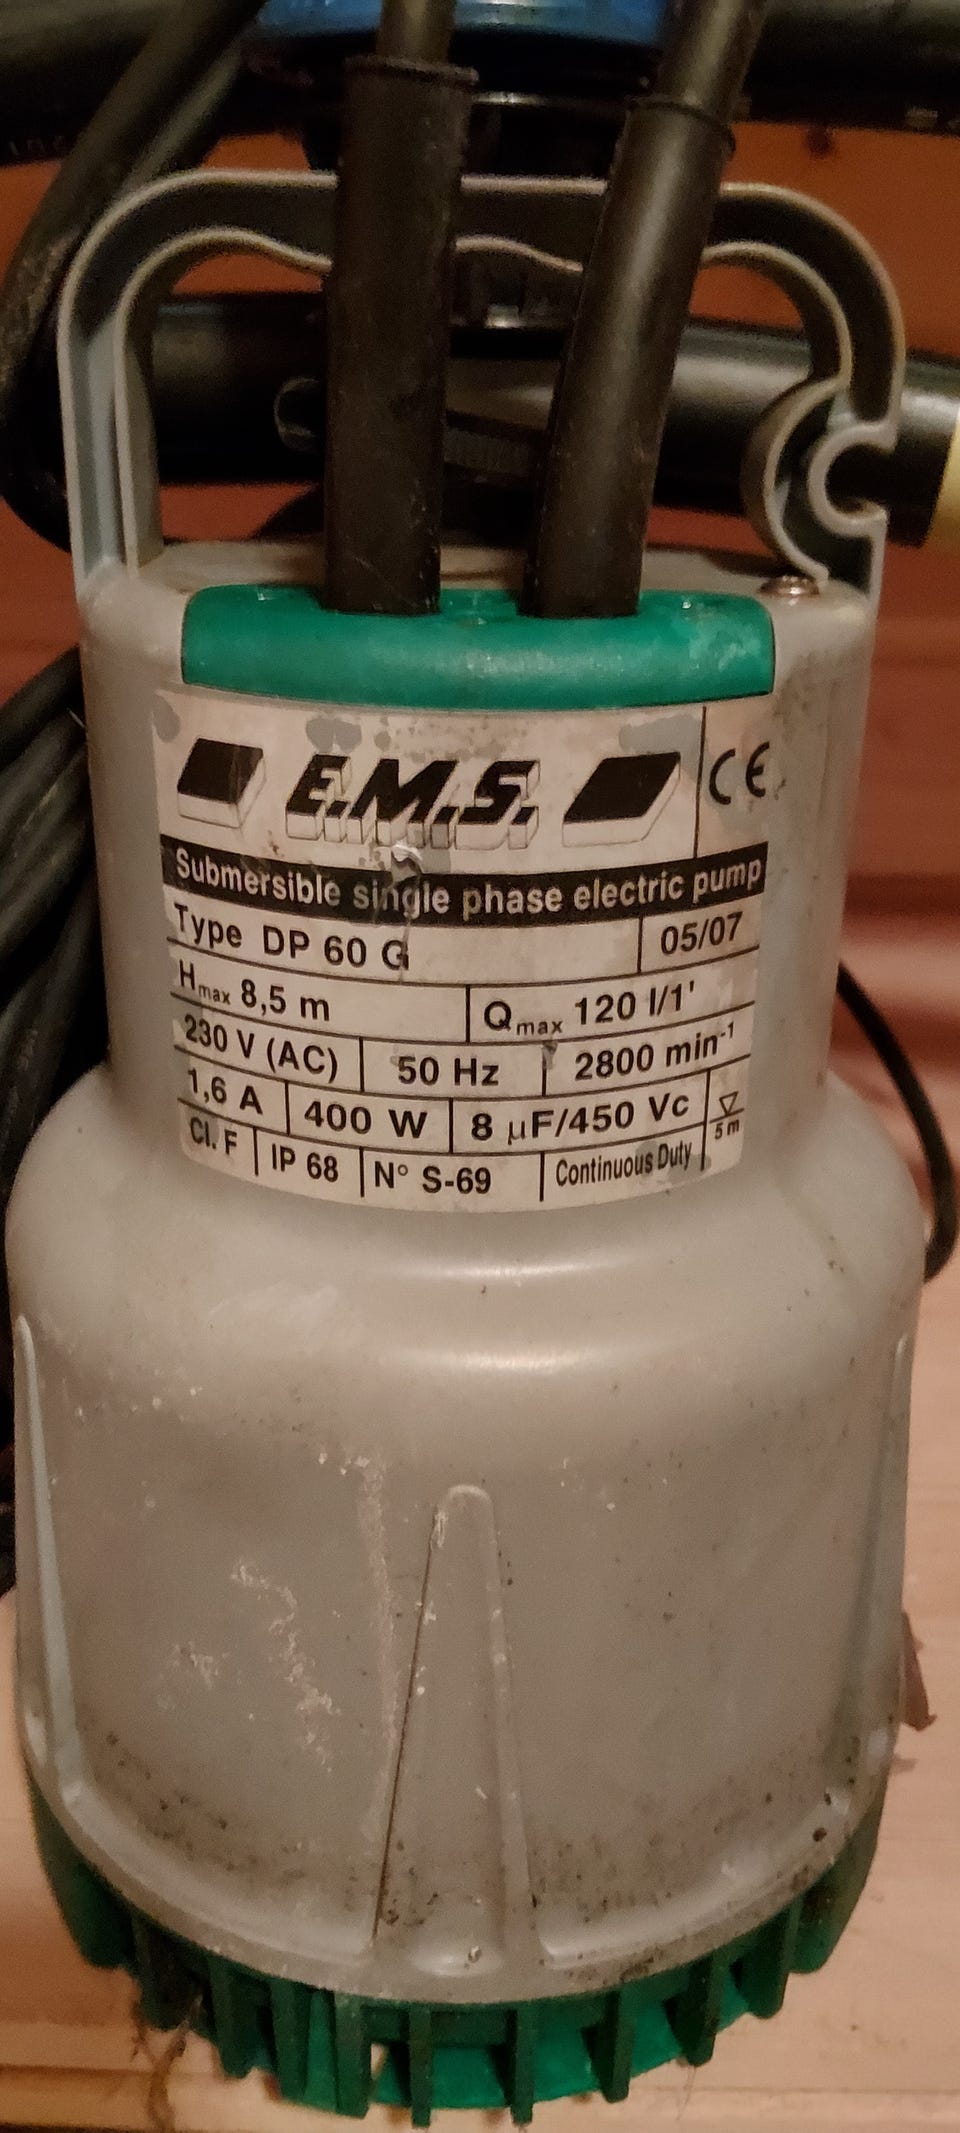 E.M.S. CE
Submersible single phase electric pump
Type DP 60 G 05/07
Hmax 8,5 m Qmax 120 l/1'
230 V (AC) 50 Hz 2800 min-1
1,6 A 400 W 8 µF/450 Vc
5 m
Cl. F IP 68 N° S-69 Continuous Duty